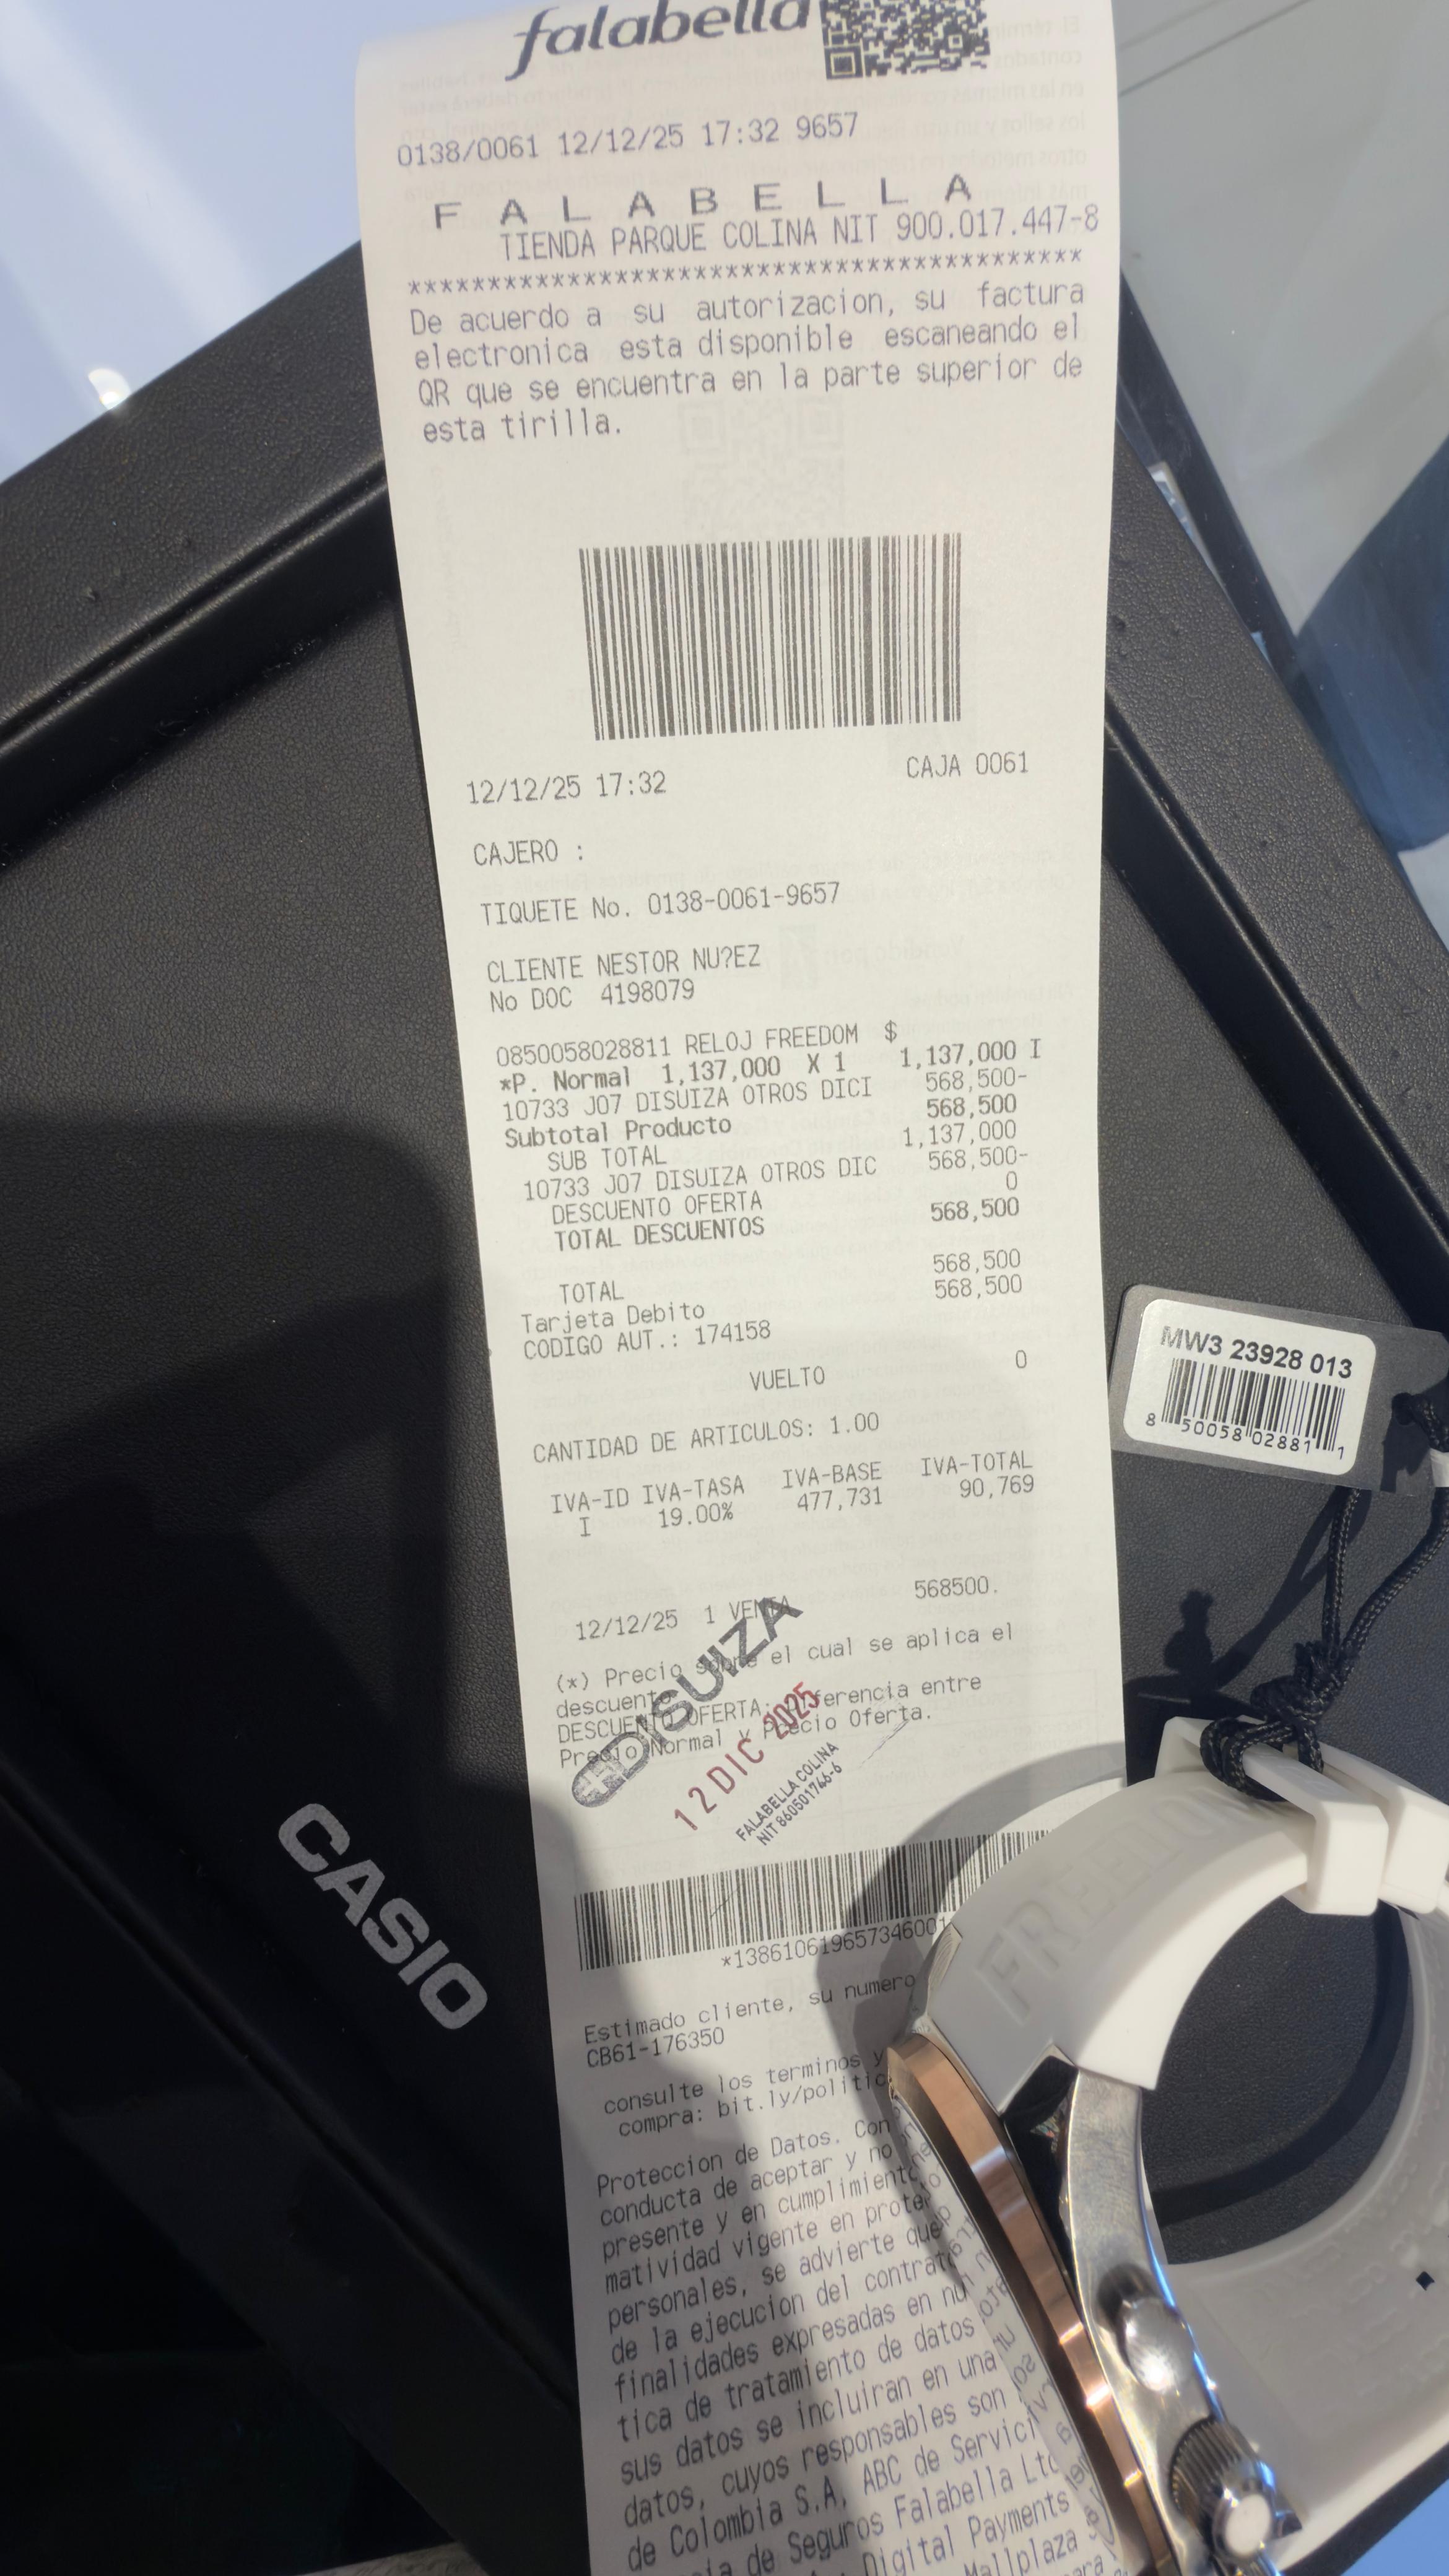 falabella
0138/0061 12/12/25 17:32 9657
F A L A B E L L A
TIENDA PARQUE COLINA NIT 900.017.447-8
******************************************
De acuerdo a su autorizacion, su factura
electronica esta disponible escaneando el
QR que se encuentra en la parte superior de
esta tirilla.
12/12/25 17:32 CAJA 0061
CAJERO :
TIQUETE No. 0138-0061-9657
CLIENTE NESTOR NU?EZ
No DOC 4198079
0850058028811 RELOJ FREEDOM $
*P. Normal 1,137,000 X 1 1,137,000 I
10733 J07 DISUIZA OTROS DICI 568,500-
Subtotal Producto 568,500
SUB TOTAL 1,137,000
10733 J07 DISUIZA OTROS DIC 568,500-
DESCUENTO OFERTA 0
TOTAL DESCUENTOS 568,500
TOTAL 568,500
Tarjeta Debito 568,500
CODIGO AUT.: 174158
VUELTO 0
CANTIDAD DE ARTICULOS: 1.00
IVA-ID IVA-TASA IVA-BASE IVA-TOTAL
I 19.00% 477,731 90,769
12/12/25 1 VENTA 568500.
(*) Precio sobre el cual se aplica el
descuento
DESCUENTO OFERTA: Diferencia entre
Precio Normal y Precio Oferta.
DISUIZA
12 DIC 2025
FALABELLA COLINA
NIT 860501746-6
*138610619657346001
Estimado cliente, su numero
CB61-176350
consulte los terminos y
compra: bit.ly/politic
Proteccion de Datos. Con
conducta de aceptar y no
presente y en cumplimiento
matividad vigente en prote
personales, se advierte que
de la ejecucion del contrat
finalidades expresadas en nu
tica de tratamiento de datos
sus datos se incluiran en una
datos, cuyos responsables son
de Colombia S.A, ABC de Servici
de Seguros Falabella Ltd
Digital Payments
Mallplaza
CASIO
MW3 23928 013
8 50058 02881 1
FREEDOM